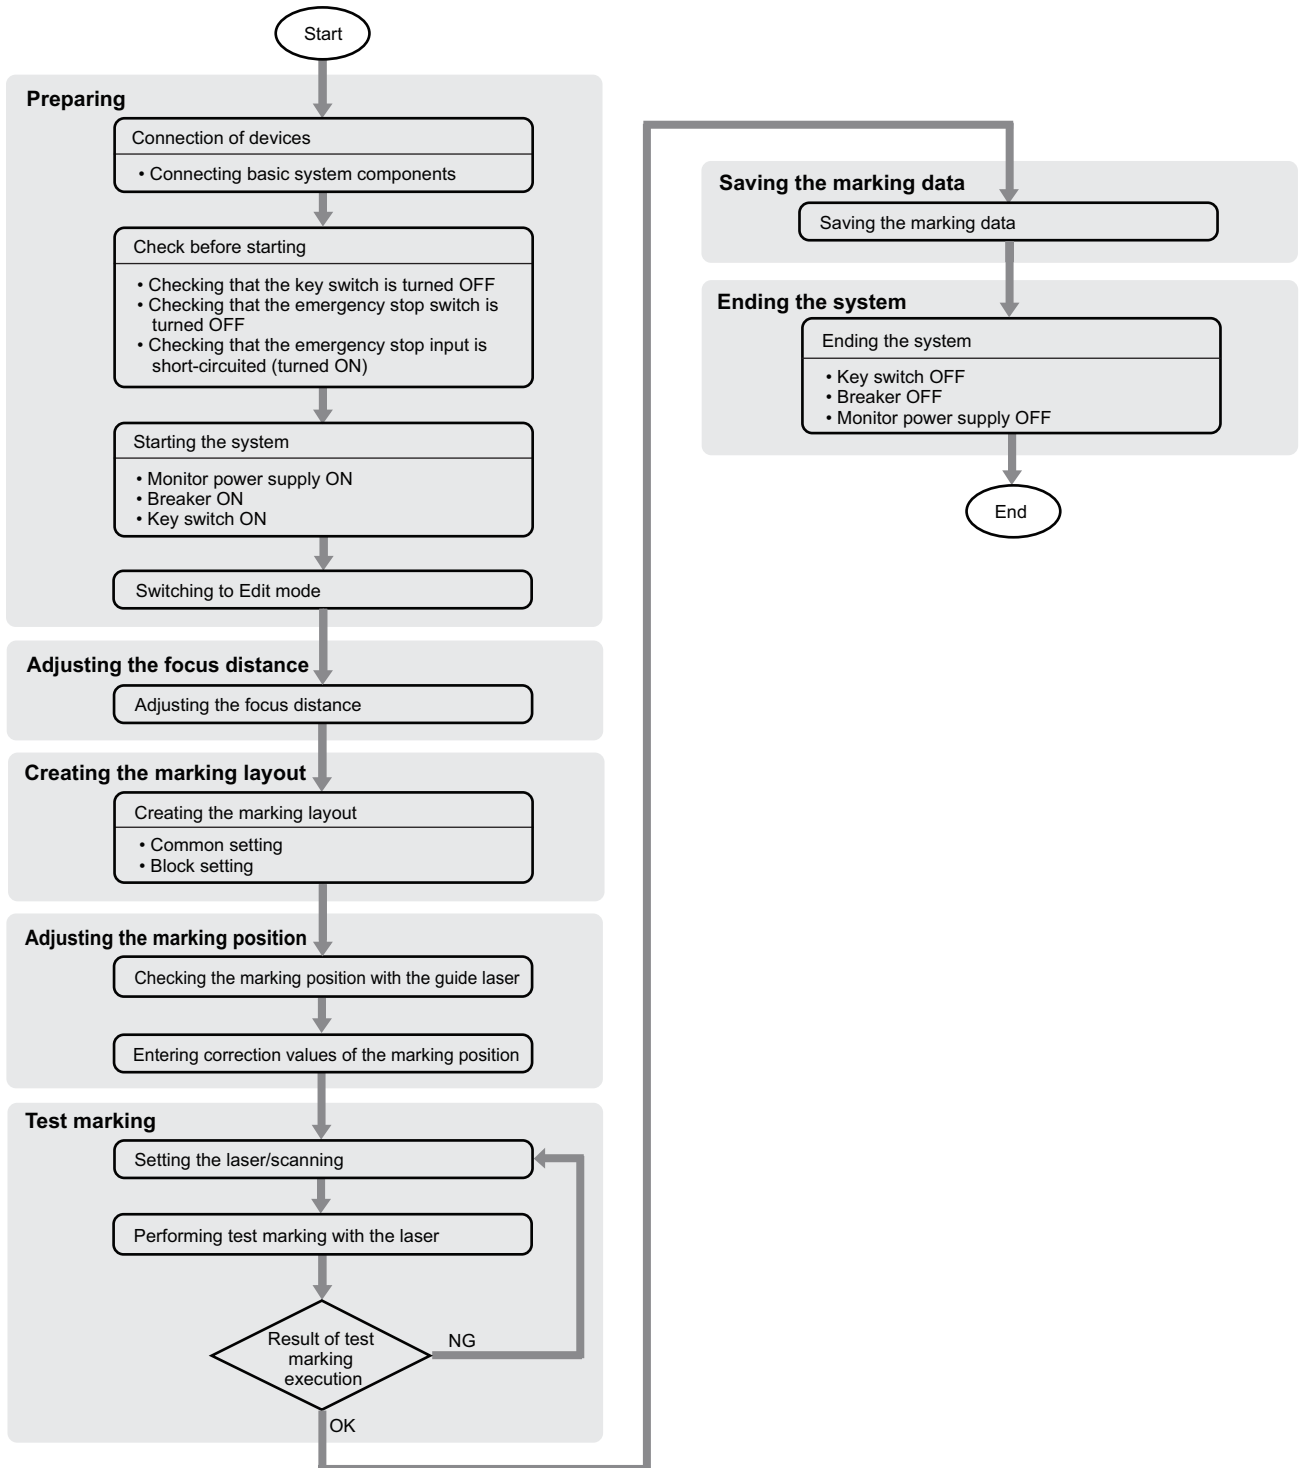 Start
Preparing
Connection of devices
• Connecting basic system components
Check before starting
• Checking that the key switch is turned OFF
• Checking that the emergency stop switch is
turned OFF
• Checking that the emergency stop input is
short-circuited (turned ON)
Starting the system
• Monitor power supply ON
• Breaker ON
• Key switch ON
Switching to Edit mode
Adjusting the focus distance
Adjusting the focus distance
Creating the marking layout
Creating the marking layout
• Common setting
• Block setting
Adjusting the marking position
Checking the marking position with the guide laser
Entering correction values of the marking position
Test marking
Setting the laser/scanning
Performing test marking with the laser
Result of test
marking
execution
NG
OK
Saving the marking data
Saving the marking data
Ending the system
Ending the system
• Key switch OFF
• Breaker OFF
• Monitor power supply OFF
End